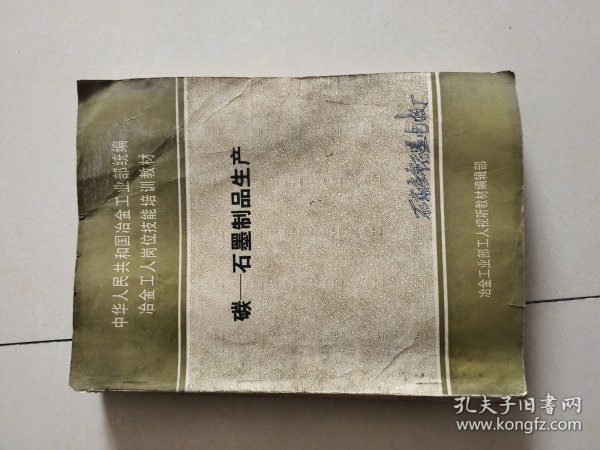 中华人民共和国冶金工业部统编
冶金工人岗位技能培训教材
碳—石墨制品生产
冶金工业部工人视听教材编辑部
孔夫子旧书网
www.kongfz.com